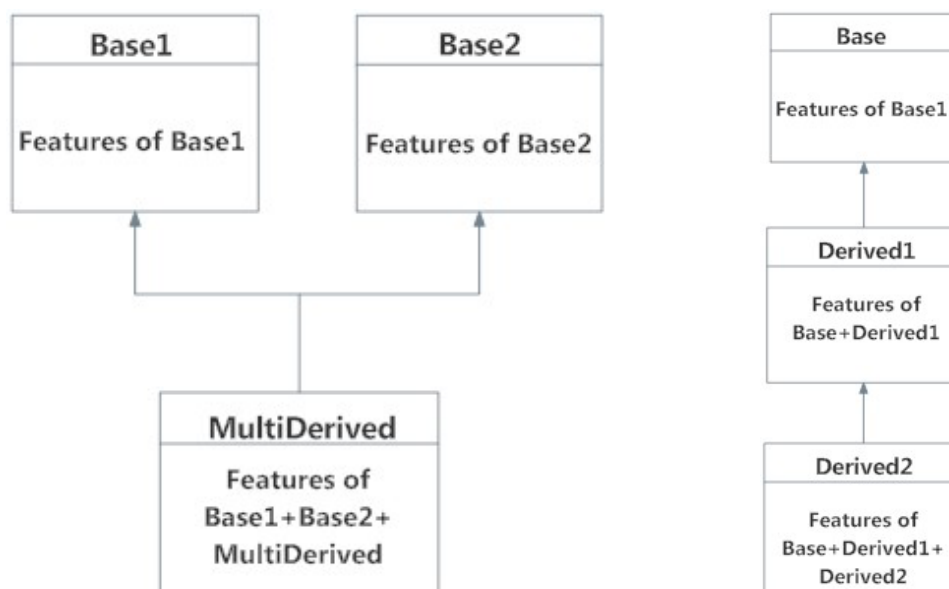 Base1
Features of Base1
Base2
Features of Base2
MultiDerived
Features of
Base1+Base2+
MultiDerived
Base
Features of Base1
Derived1
Features of
Base+Derived1
Derived2
Features of
Base+Derived1+
Derived2